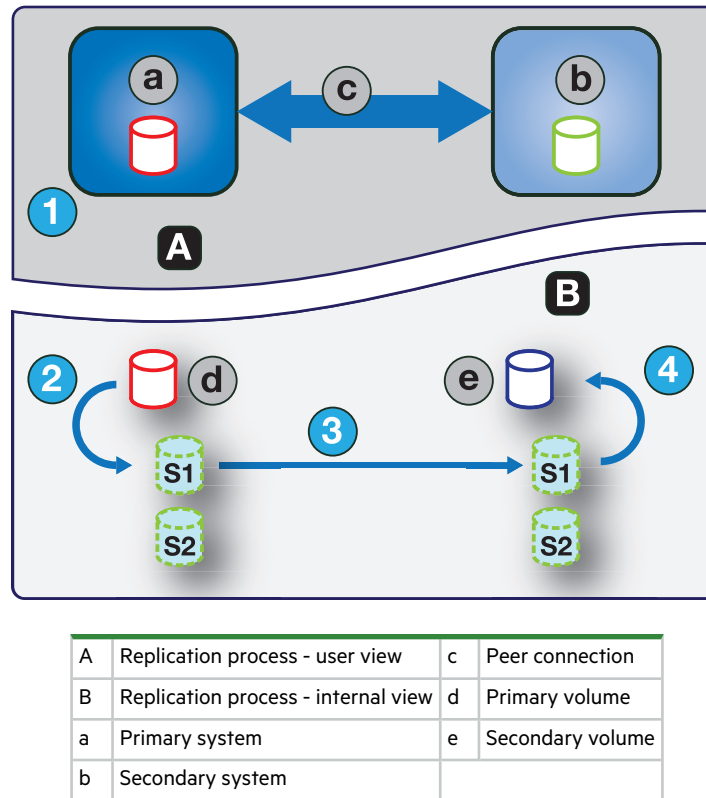 a
c
b
1
A
B
2
d
e
4
3
S1
S1
S2
S2
A Replication process - user view c Peer connection
B Replication process - internal view d Primary volume
a Primary system e Secondary volume
b Secondary system